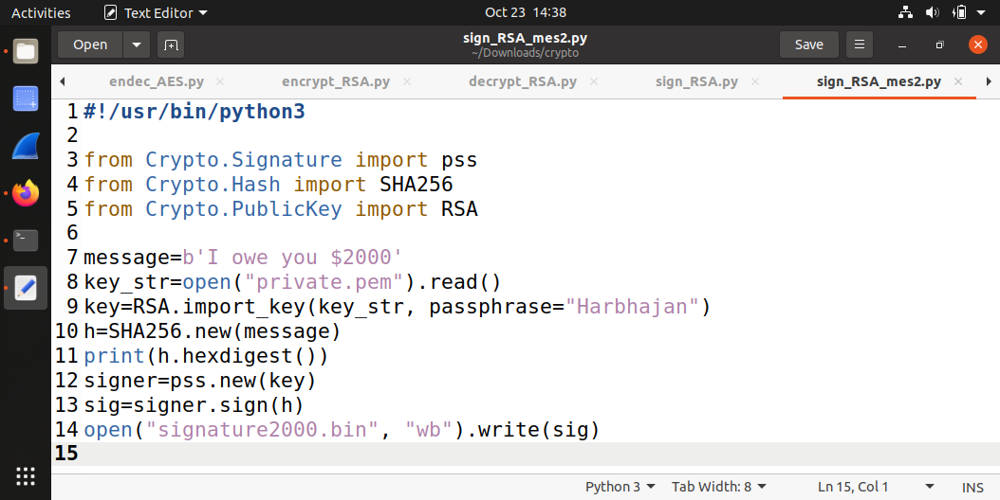 Activities Text Editor Oct 23 14:38
Open sign_RSA_mes2.py Save
~/Downloads/crypto
endec_AES.py encrypt_RSA.py decrypt_RSA.py sign_RSA.py sign_RSA_mes2.py
1 #!/usr/bin/python3
2
3 from Crypto.Signature import pss
4 from Crypto.Hash import SHA256
5 from Crypto.PublicKey import RSA
6
7 message=b'I owe you $2000'
8 key_str=open("private.pem").read()
9 key=RSA.import_key(key_str, passphrase="Harbhajan")
10 h=SHA256.new(message)
11 print(h.hexdigest())
12 signer=pss.new(key)
13 sig=signer.sign(h)
14 open("signature2000.bin", "wb").write(sig)
15
Python 3 Tab Width: 8 Ln 15, Col 1 INS